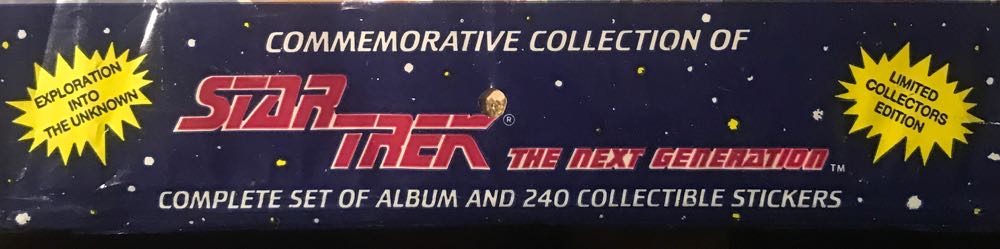 COMMEMORATIVE COLLECTION OF
EXPLORATION
INTO
THE UNKNOWN
STAR
TREK ®
THE NEXT GENERATION ™
LIMITED
COLLECTORS
EDITION
COMPLETE SET OF ALBUM AND 240 COLLECTIBLE STICKERS